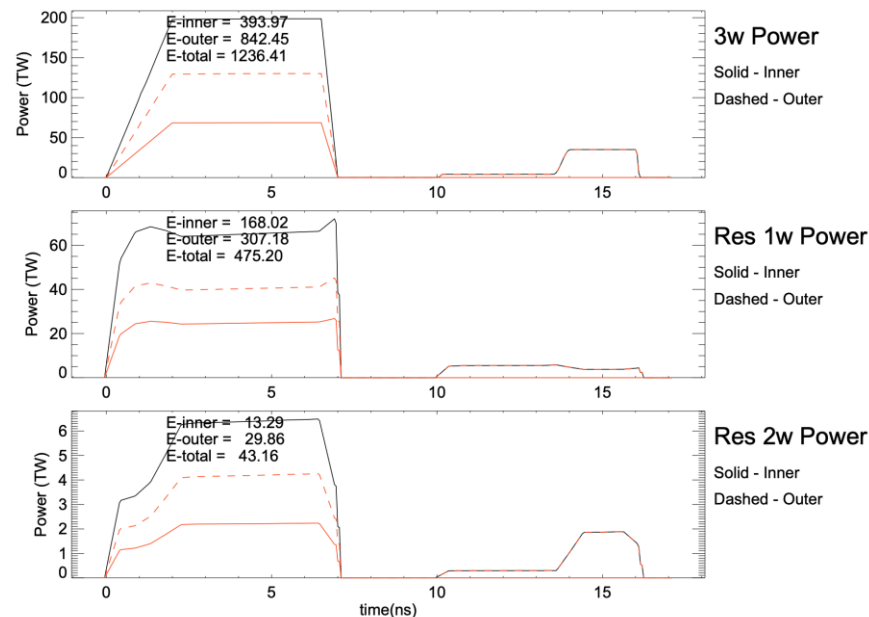 200
150
100
50
0
Power (TW)
E-inner = 393.97
E-outer = 842.45
E-total = 1236.41
0 5 10 15
3w Power
Solid - Inner
Dashed - Outer
60
40
20
0
Power (TW)
E-inner = 168.02
E-outer = 307.18
E-total = 475.20
0 5 10 15
Res 1w Power
Solid - Inner
Dashed - Outer
6
5
4
3
2
1
0
Power (TW)
E-inner = 13.29
E-outer = 29.86
E-total = 43.16
0 5 10 15
time(ns)
Res 2w Power
Solid - Inner
Dashed - Outer